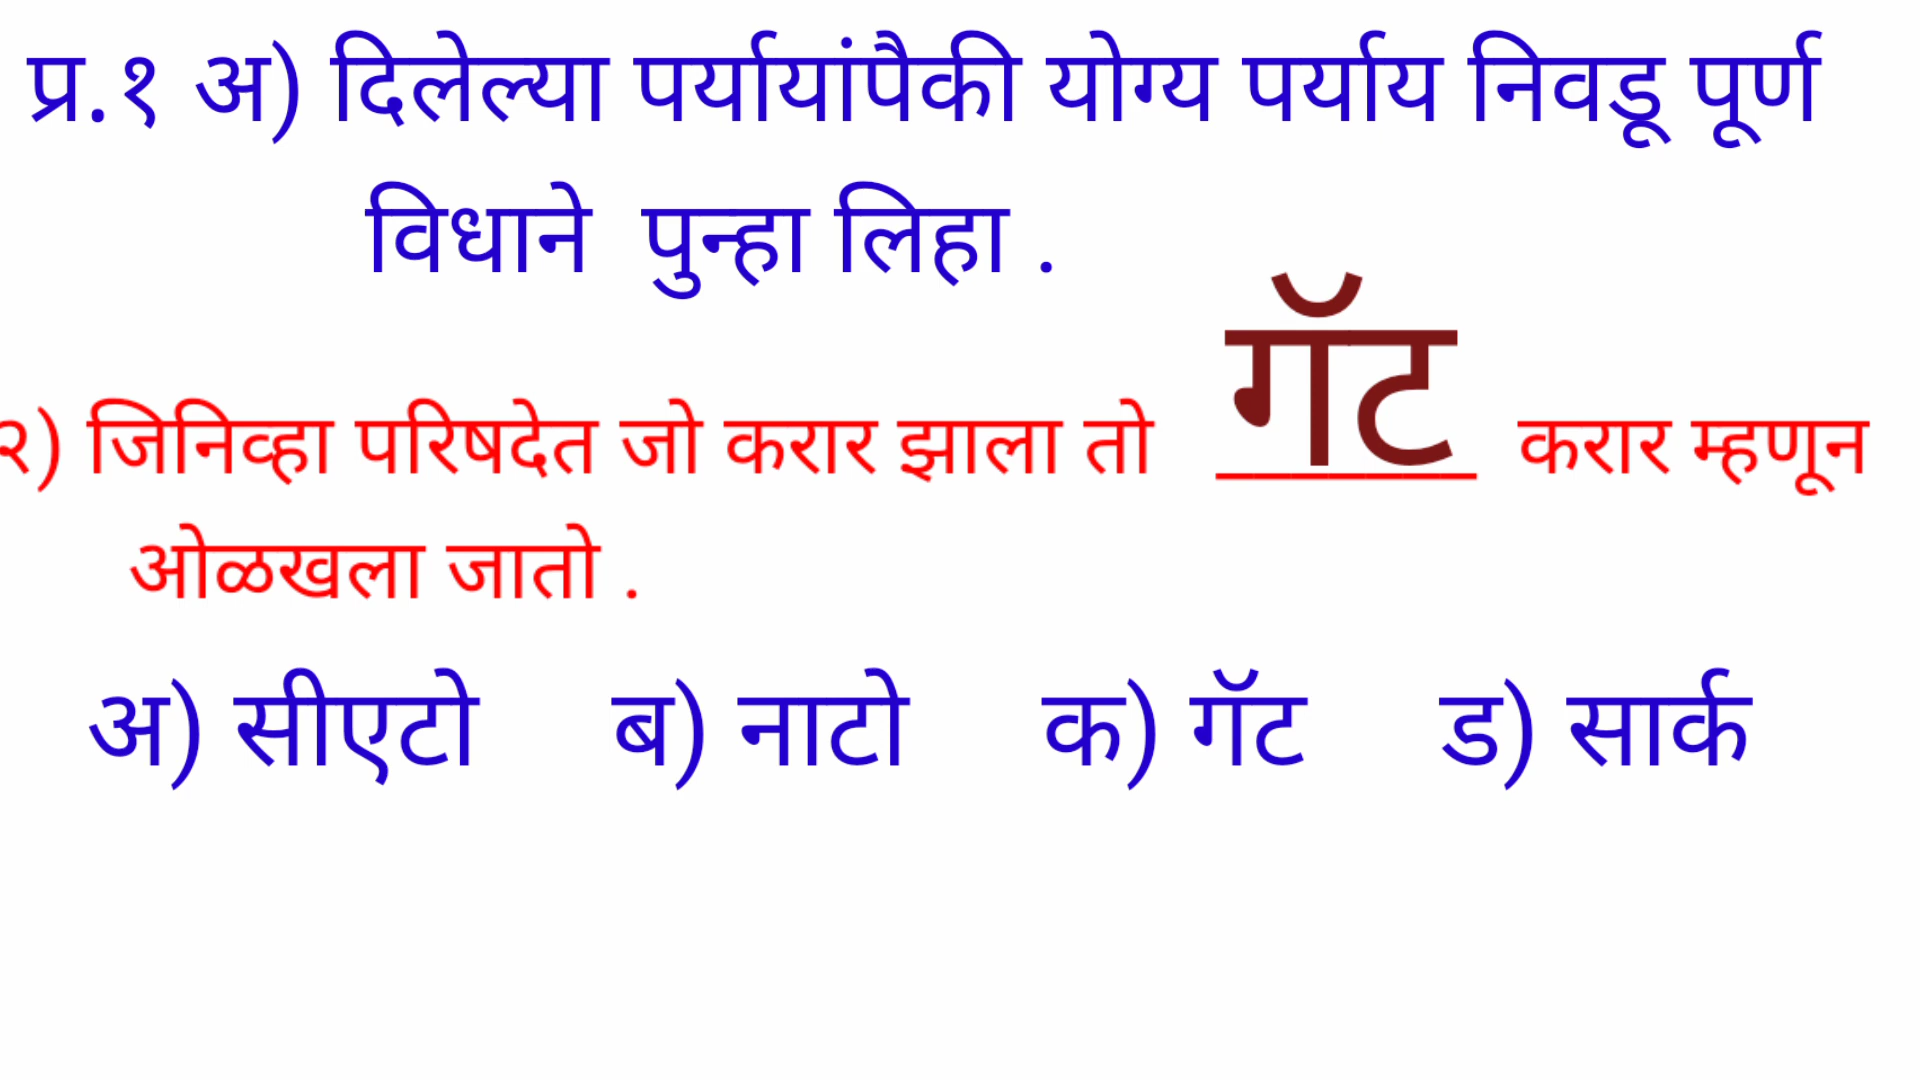 प्र.१ अ) दिलेल्या पर्यायांपैकी योग्य पर्याय निवडू पूर्ण
विधाने पुन्हा लिहा .
२) जिनिव्हा परिषदेत जो करार झाला तो गॅट करार म्हणून
ओळखला जातो .
अ) सीएटो ब) नाटो क) गॅट ड) सार्क